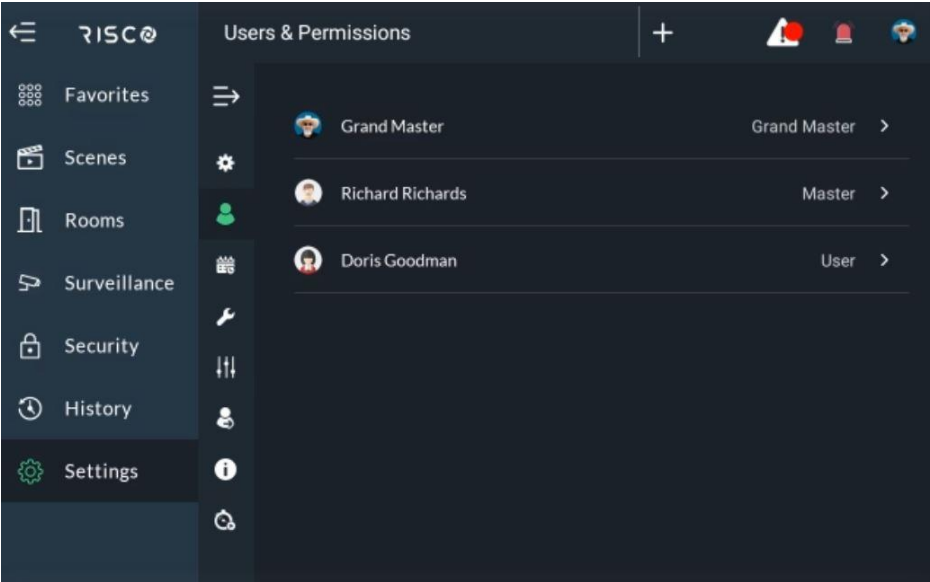 RISCO
Users & Permissions
Favorites
Scenes
Rooms
Surveillance
Security
History
Settings
Grand Master Grand Master
Richard Richards Master
Doris Goodman User